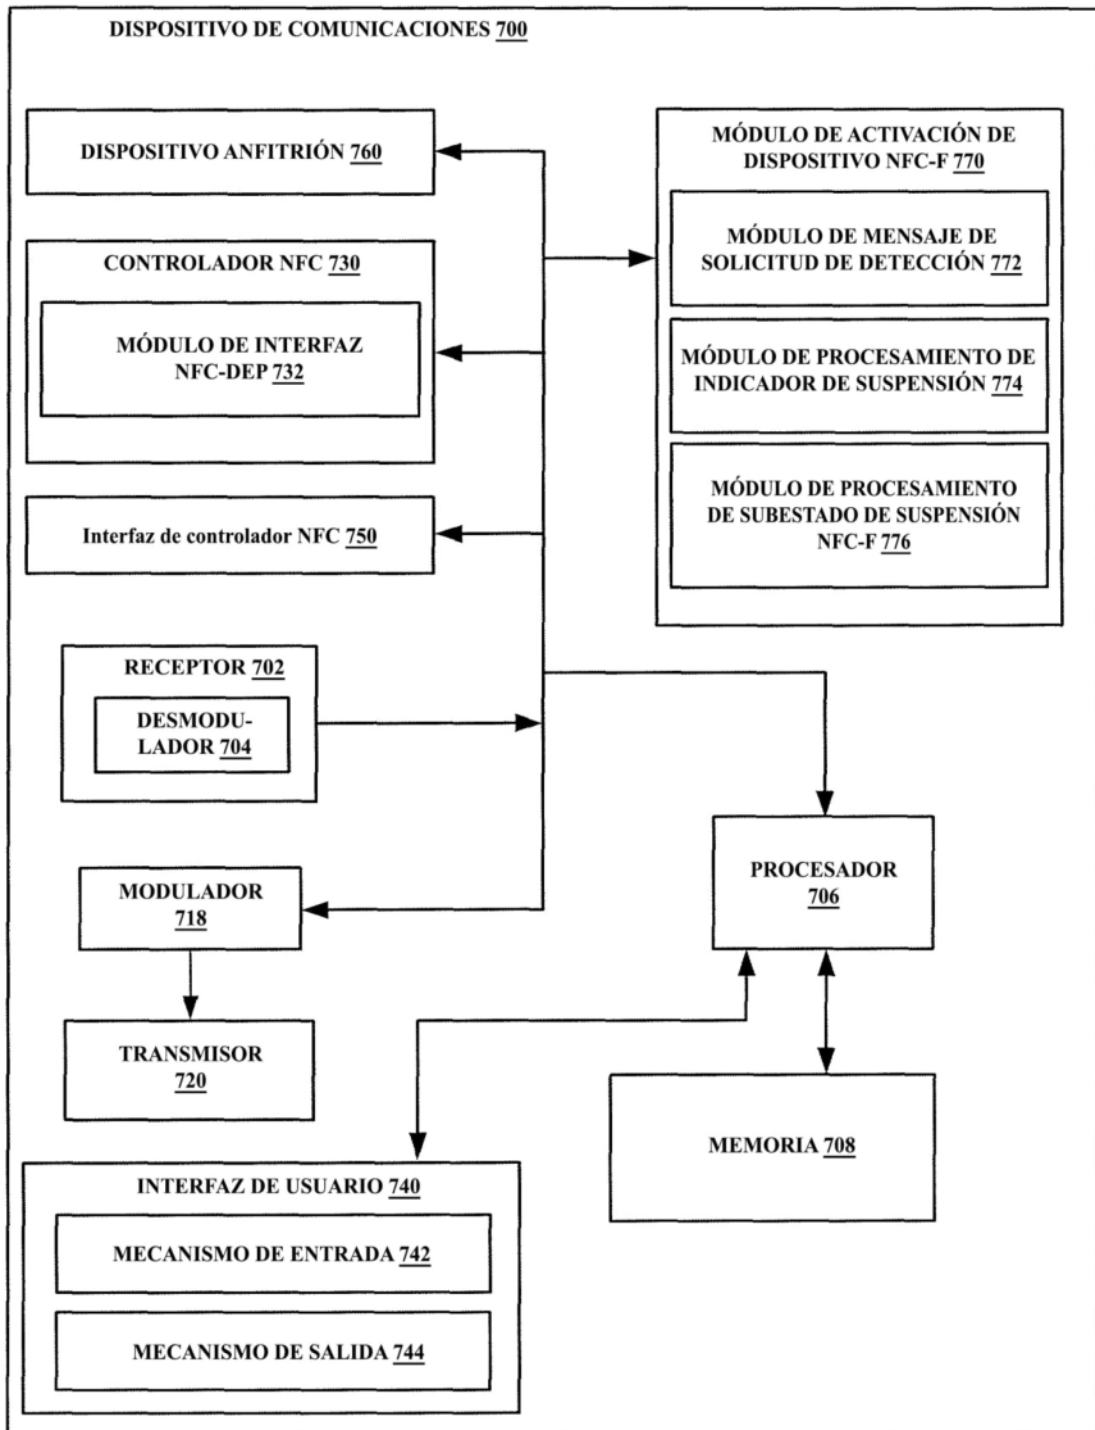 DISPOSITIVO DE COMUNICACIONES 700
DISPOSITIVO ANFITRIÓN 760
CONTROLADOR NFC 730
MÓDULO DE INTERFAZ
NFC-DEP 732
Interfaz de controlador NFC 750
MÓDULO DE ACTIVACIÓN DE
DISPOSITIVO NFC-F 770
MÓDULO DE MENSAJE DE
SOLICITUD DE DETECCIÓN 772
MÓDULO DE PROCESAMIENTO DE
INDICADOR DE SUSPENSIÓN 774
MÓDULO DE PROCESAMIENTO
DE SUBESTADO DE SUSPENSIÓN
NFC-F 776
RECEPTOR 702
DESMODU-
LADOR 704
MODULADOR
718
TRANSMISOR
720
PROCESADOR
706
MEMORIA 708
INTERFAZ DE USUARIO 740
MECANISMO DE ENTRADA 742
MECANISMO DE SALIDA 744